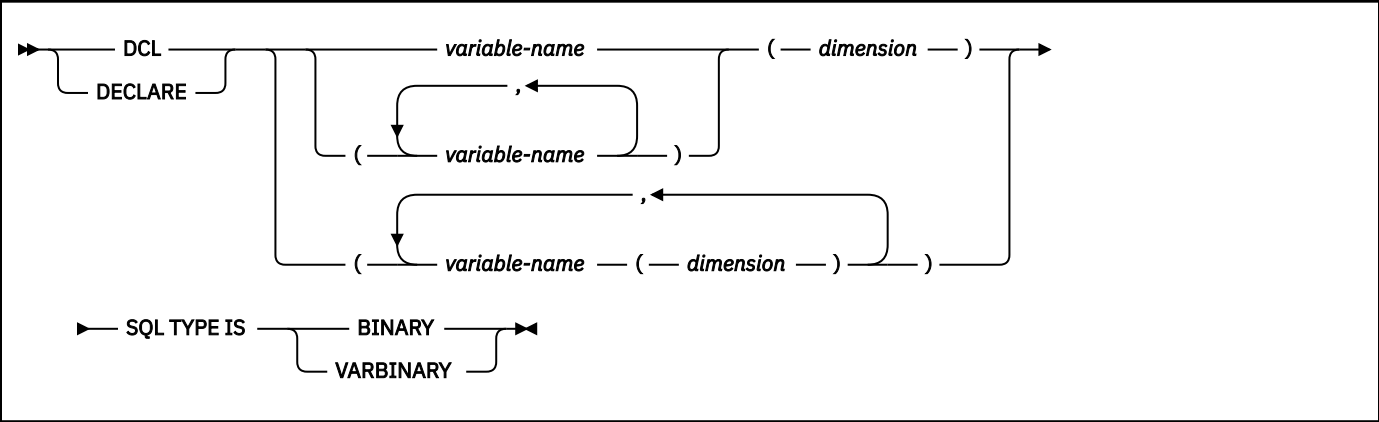 DCL variable-name ( dimension )
DECLARE
,
( variable-name )
,
( variable-name ( dimension ) )
SQL TYPE IS BINARY
VARBINARY